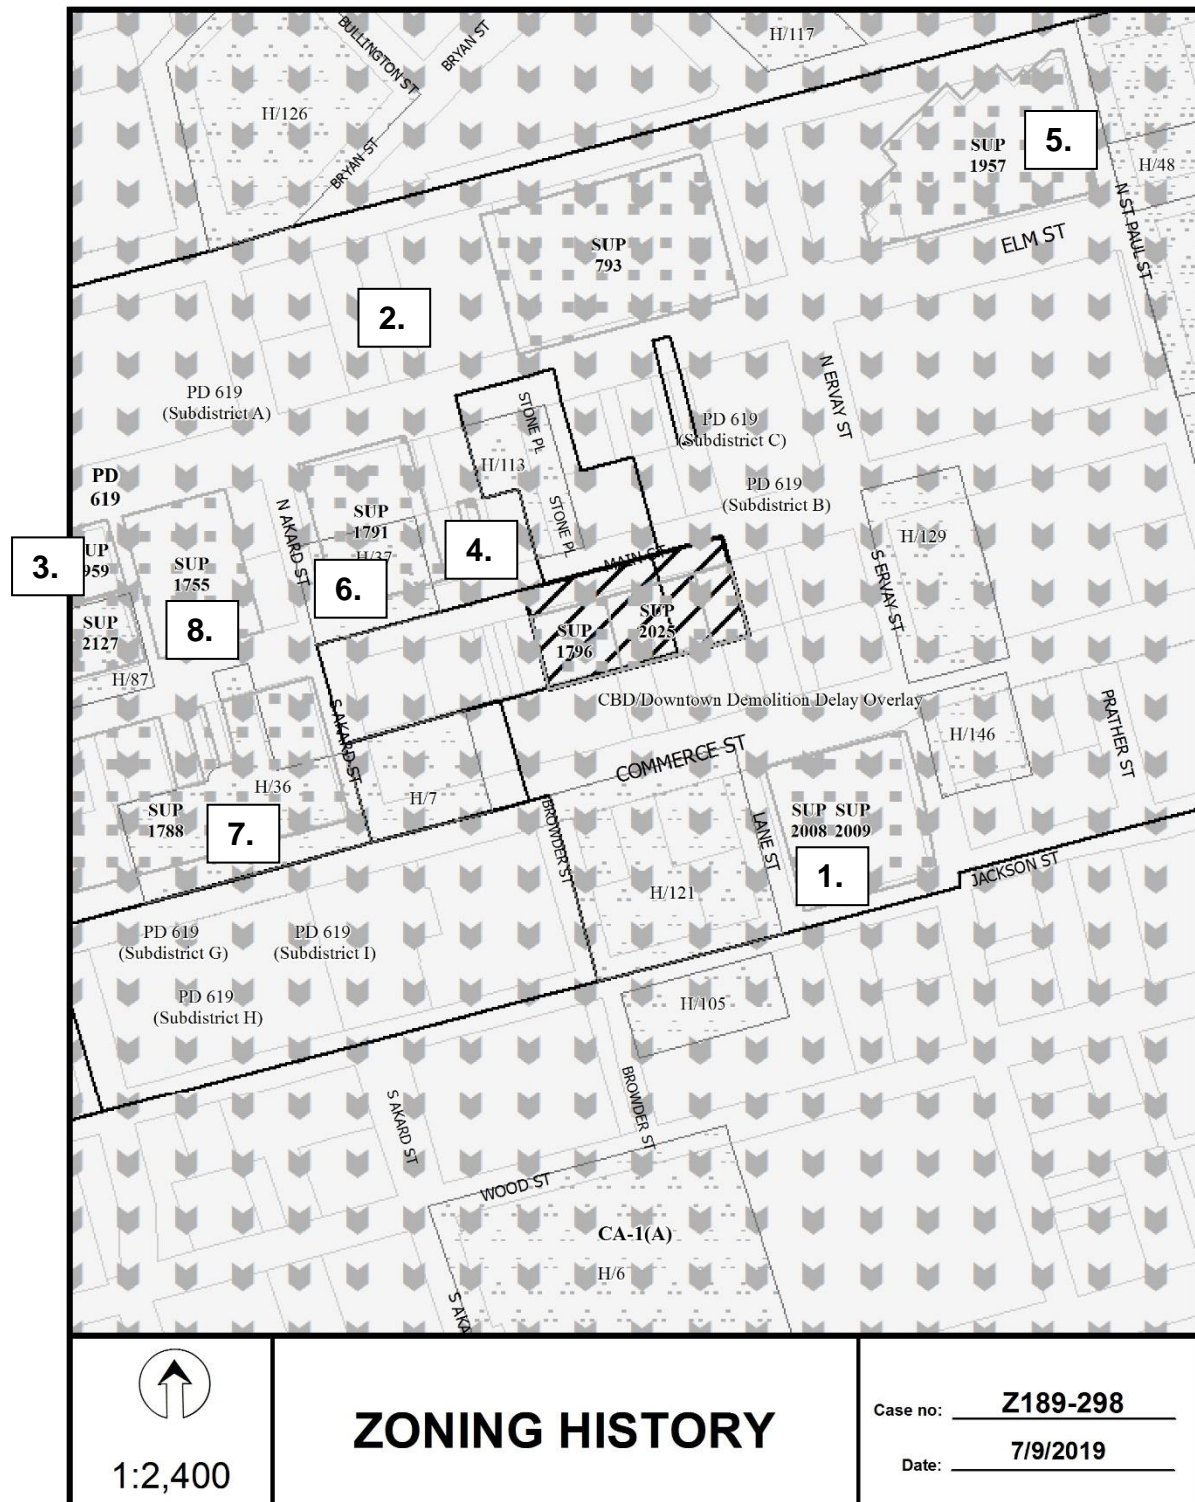 BULLINGTON ST
BRYAN ST
H/117
H/126
BRYAN ST
SUP
1957
5.
H/48
N ST PAUL ST
ELM ST
SUP
793
2.
PD 619
(Subdistrict A)
STONE PL
N ERVAY ST
PD 619
(Subdistrict C)
H/113
PD
619
PD 619
(Subdistrict B)
N AKARD ST
SUP
1791
H/37
STONE PL
H/129
4.
MAIN ST
S ERVAY ST
3.
UP
959
SUP
1755
6.
8.
SUP
2127
SUP
1796
SUP
2025
H/87
CBD/Downtown Demolition Delay Overlay
S AKARD ST
PRATHER ST
H/146
COMMERCE ST
H/36
H/7
SUP
1788
7.
BROWDER ST
LANE ST
SUP SUP
2008 2009
1.
JACKSON ST
H/121
PD 619
(Subdistrict G)
PD 619
(Subdistrict I)
PD 619
(Subdistrict H)
H/105
S AKARD ST
BROWDER ST
WOOD ST
CA-1(A)
H/6
S AKA
1:2,400
ZONING HISTORY
Case no: Z189-298
Date: 7/9/2019